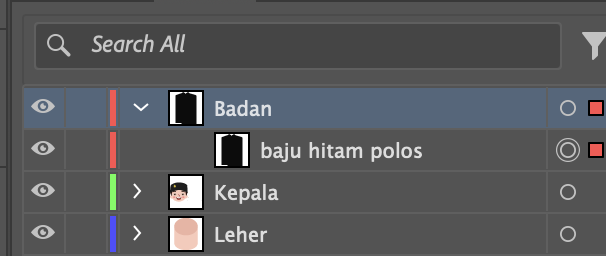 Search All
Badan
baju hitam polos
Kepala
Leher